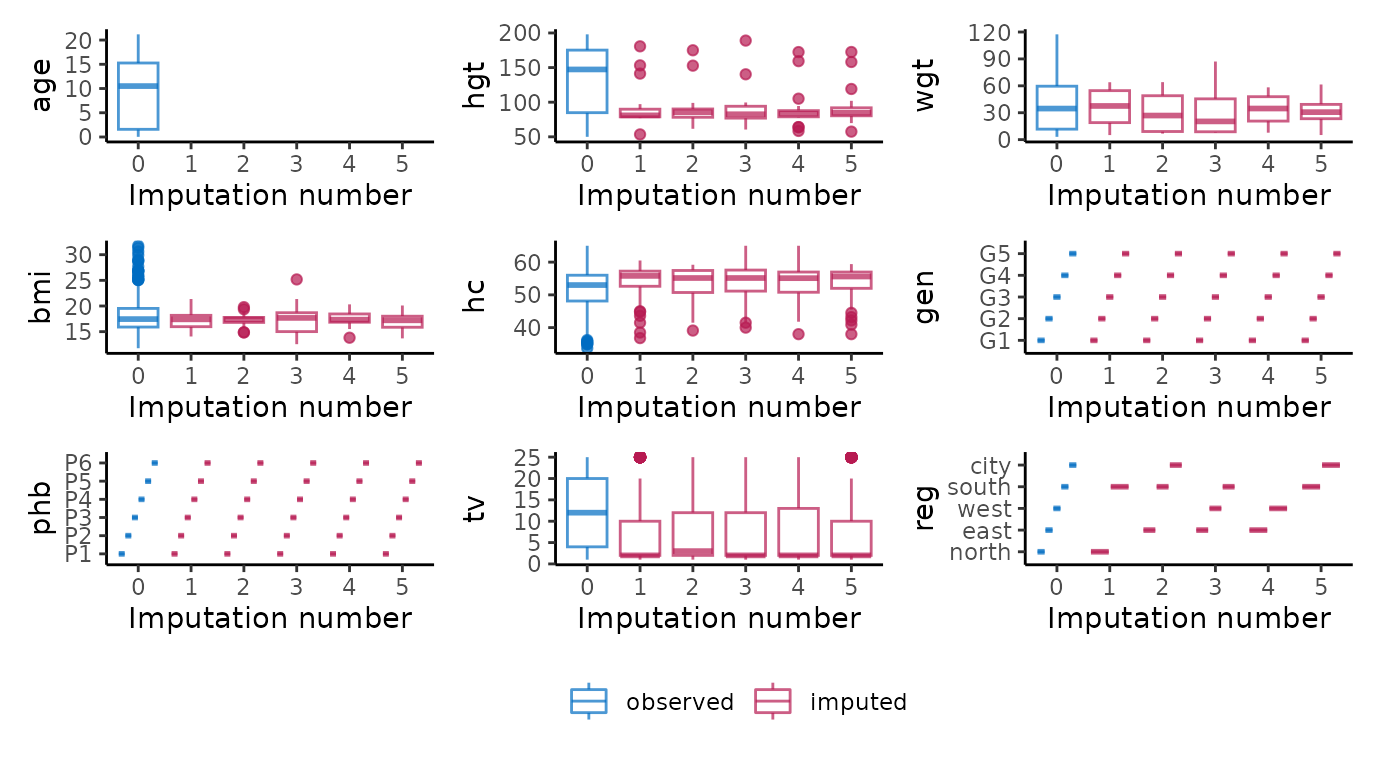 age
20
15
10
5
0
0 1 2 3 4 5
Imputation number
hgt
200
150
100
50
0 1 2 3 4 5
Imputation number
wgt
120
90
60
30
0
0 1 2 3 4 5
Imputation number
bmi
30
25
20
15
0 1 2 3 4 5
Imputation number
hc
60
50
40
0 1 2 3 4 5
Imputation number
gen
G5
G4
G3
G2
G1
0 1 2 3 4 5
Imputation number
phb
P6
P5
P4
P3
P2
P1
0 1 2 3 4 5
Imputation number
tv
25
20
15
10
5
0
0 1 2 3 4 5
Imputation number
reg
city
south
west
east
north
0 1 2 3 4 5
Imputation number
observed imputed